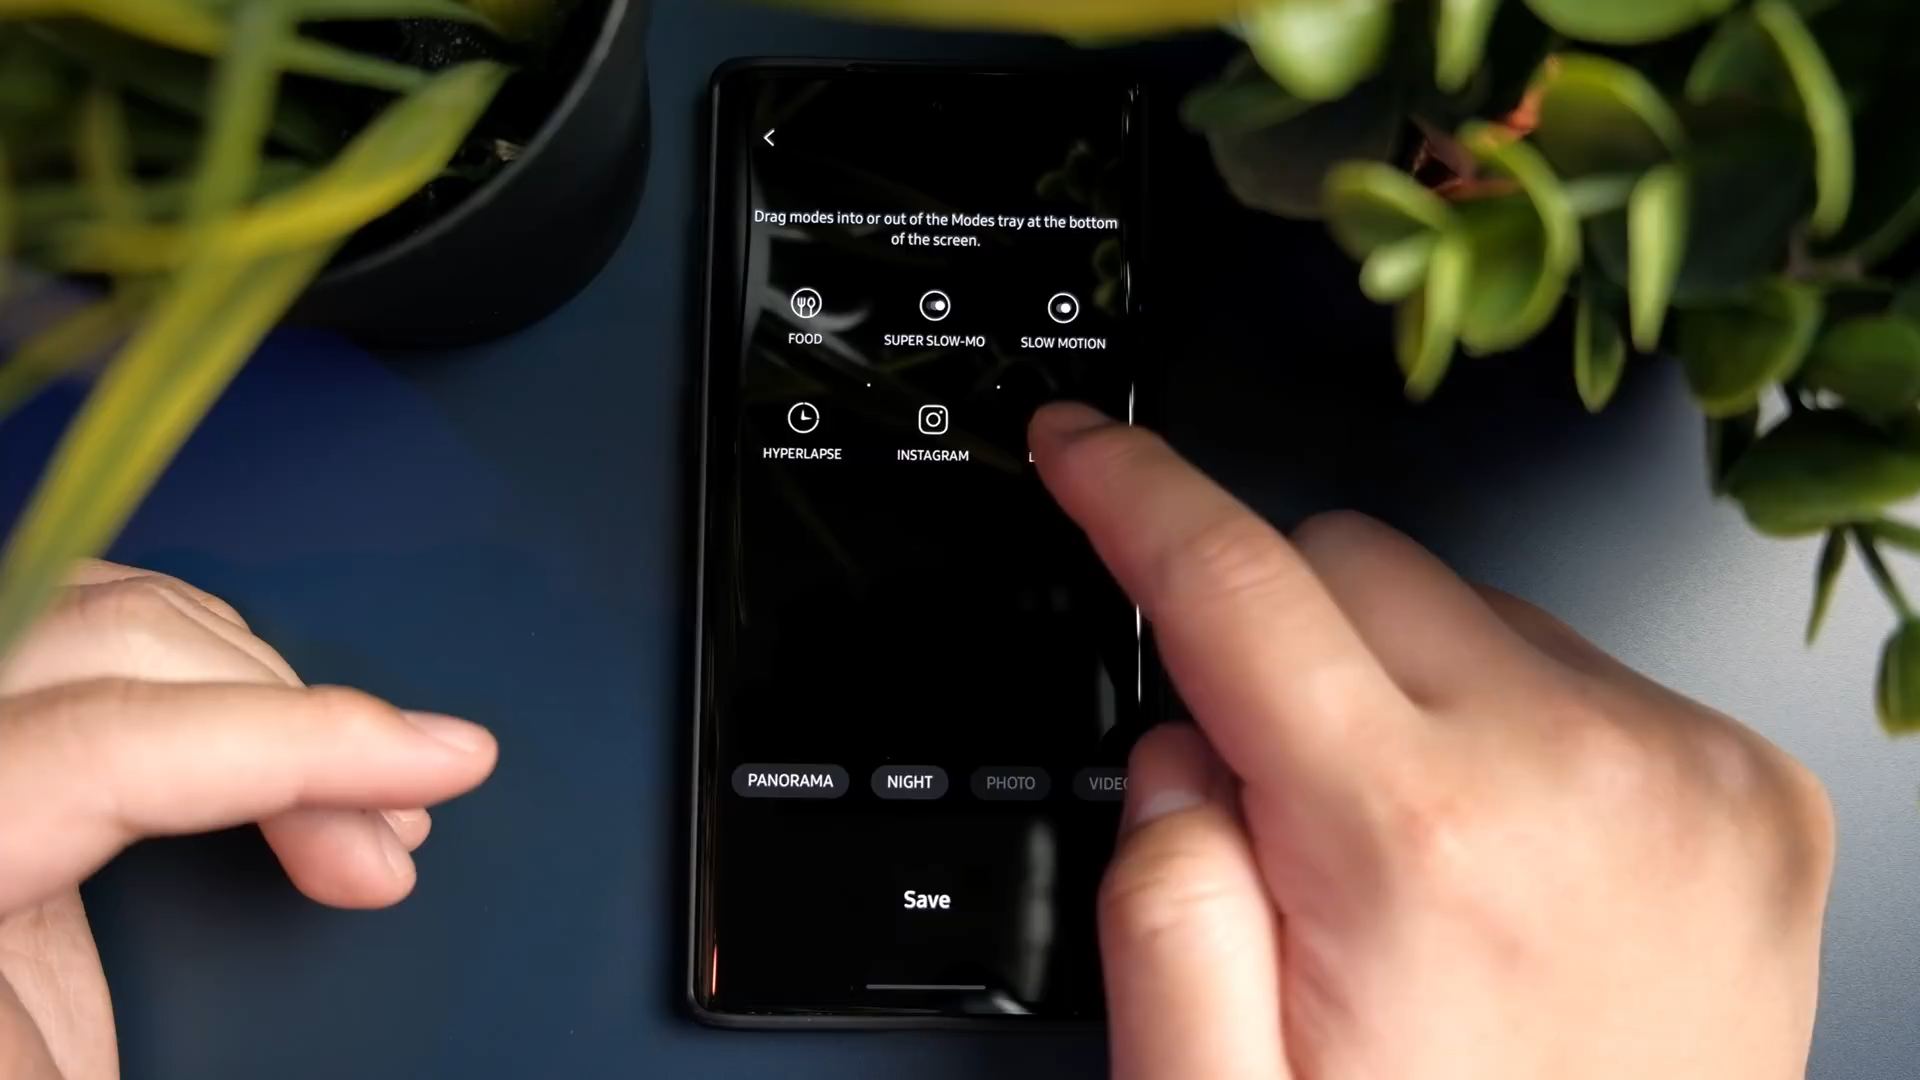 Drag modes into or out of the Modes tray at the bottom
of the screen.
FOOD
SUPER SLOW-MO
SLOW MOTION
HYPERLAPSE
INSTAGRAM
PANORAMA
NIGHT
PHOTO
Save